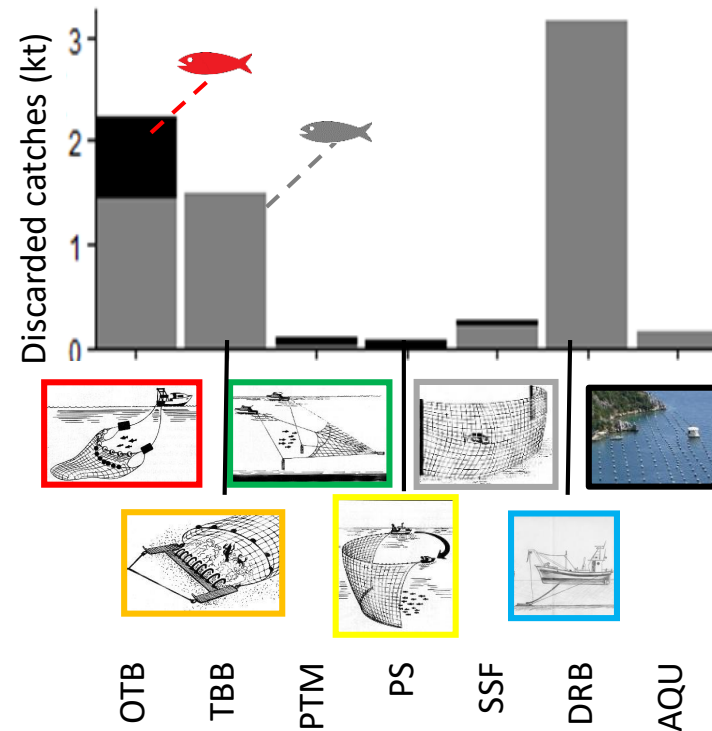 Discarded catches (kt)
3
2
1
0
OTB
TBB
PTM
PS
SSF
DRB
AQU